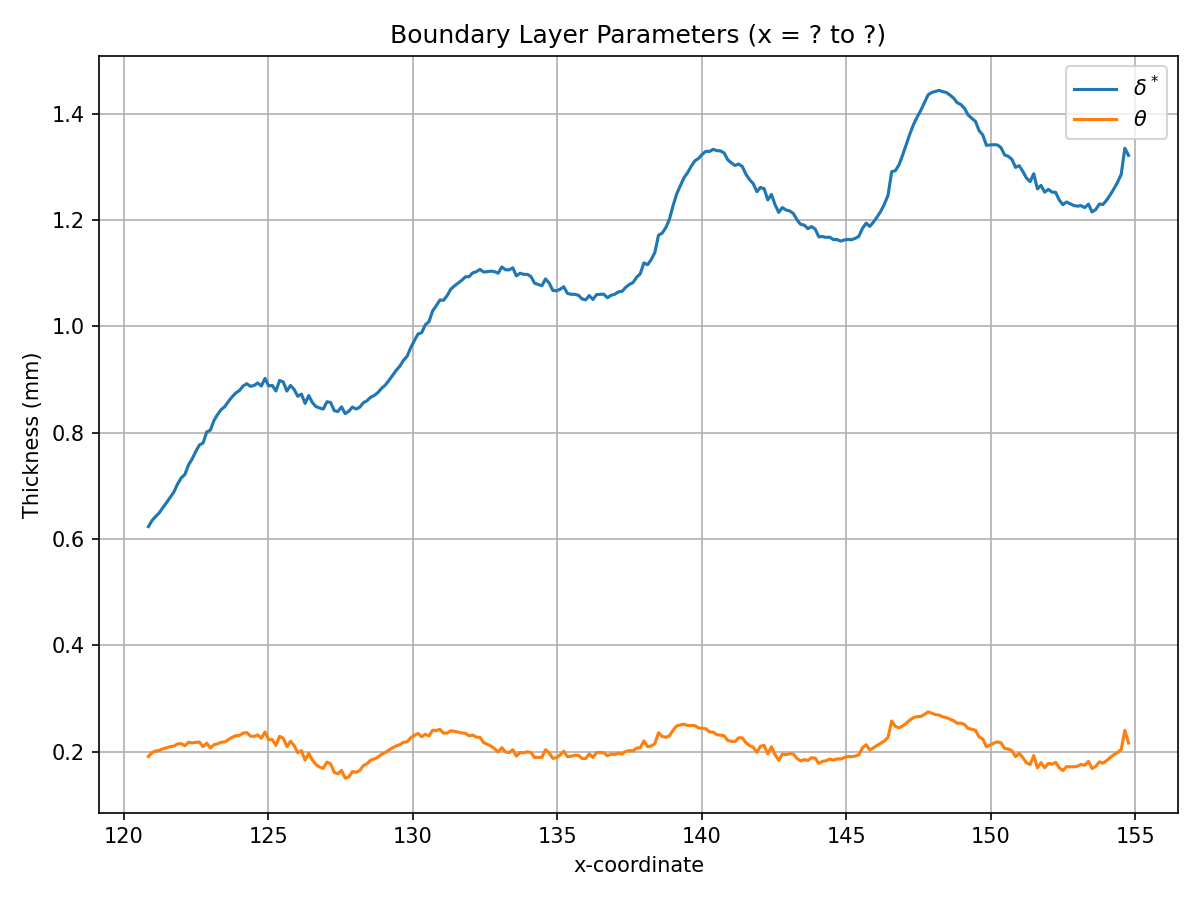 Boundary Layer Parameters (x = ? to ?)
δ*
θ
Thickness (mm)
1.4
1.2
1.0
0.8
0.6
0.4
0.2
120 125 130 135 140 145 150 155
x-coordinate